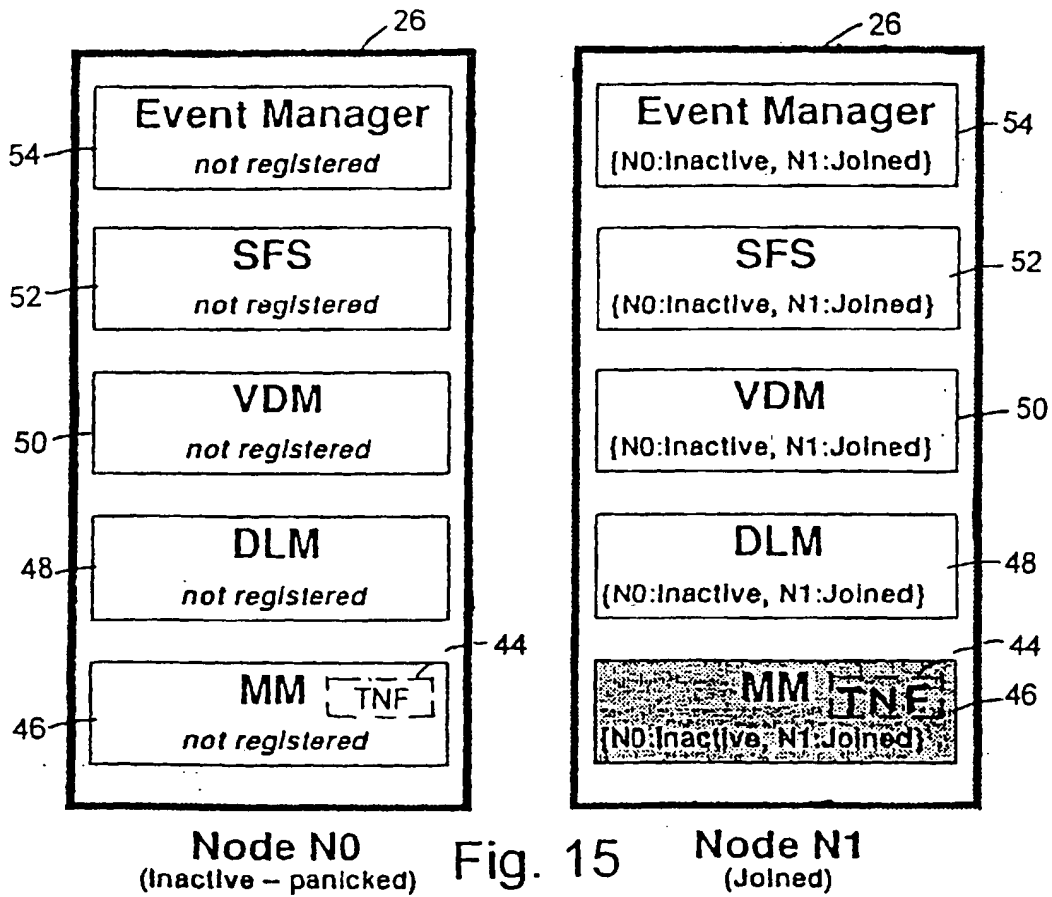 26
Event Manager
not registered
54
SFS
not registered
52
VDM
not registered
50
DLM
not registered
48
44
MM
TNF
not registered
46
Node N0
(Inactive – panicked)
26
Event Manager
{N0:Inactive, N1:Joined}
54
SFS
{N0:Inactive, N1:Joined}
52
VDM
{N0:Inactive, N1:Joined}
50
DLM
{N0:Inactive, N1:Joined}
48
44
MM
TNF
{N0:Inactive, N1:Joined}
46
Node N1
(Joined)
Fig. 15